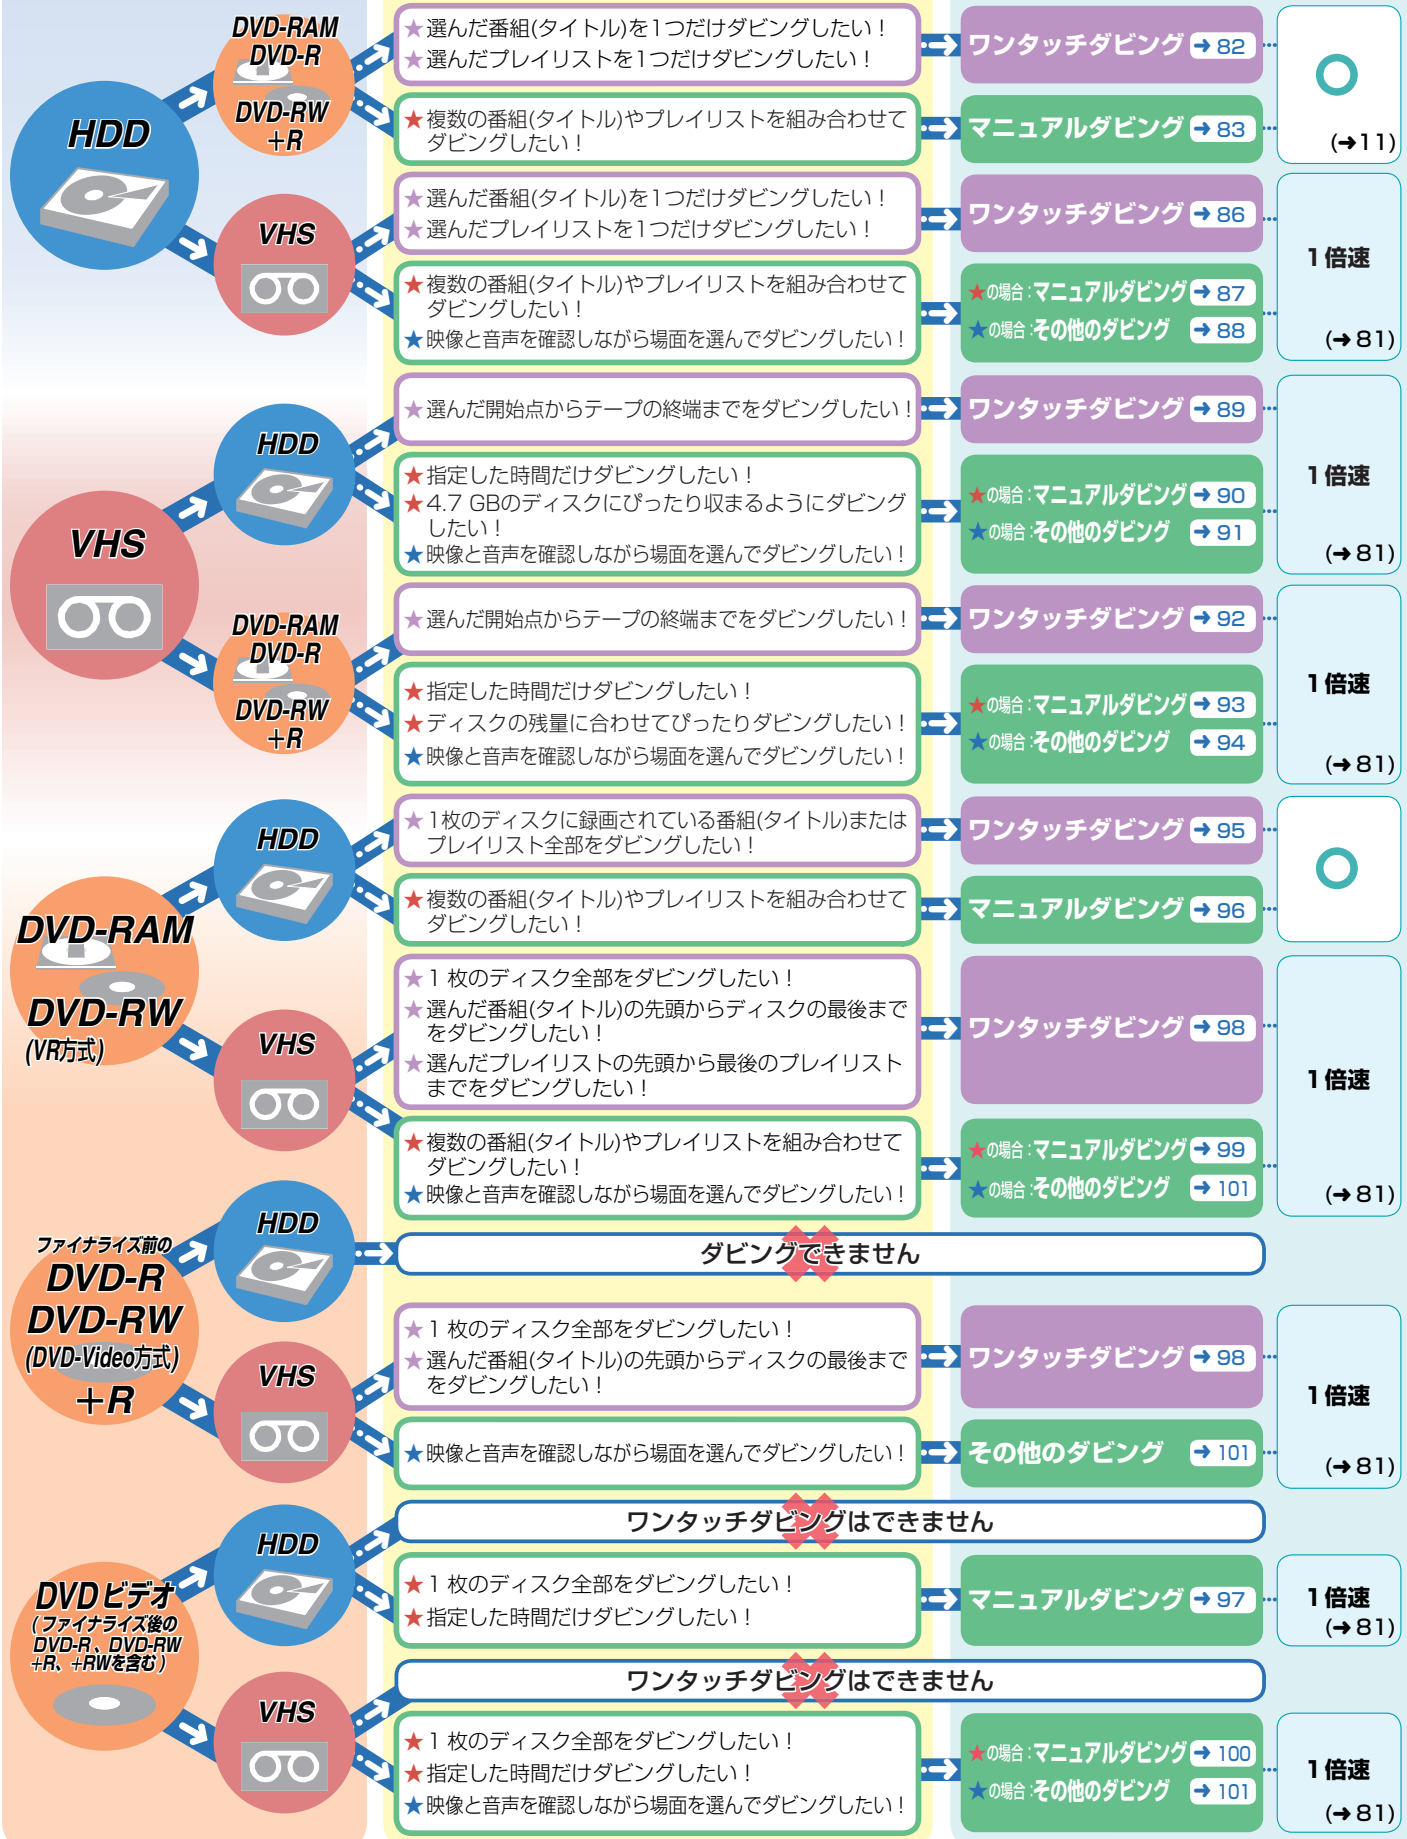 HDD
DVD-RAM
DVD-R
DVD-RW
+R
★選んだ番組(タイトル)を1つだけダビングしたい！
★選んだプレイリストを1つだけダビングしたい！
ワンタッチダビング ➔ 82
★複数の番組(タイトル)やプレイリストを組み合わせて
ダビングしたい！
マニュアルダビング ➔ 83
○
(➔11)
VHS
★選んだ番組(タイトル)を1つだけダビングしたい！
★選んだプレイリストを1つだけダビングしたい！
ワンタッチダビング ➔ 86
★複数の番組(タイトル)やプレイリストを組み合わせて
ダビングしたい！
★映像と音声を確認しながら場面を選んでダビングしたい！
★の場合：マニュアルダビング ➔ 87
★の場合：その他のダビング ➔ 88
1倍速
(➔81)
VHS
HDD
★選んだ開始点からテープの終端までをダビングしたい！
ワンタッチダビング ➔ 89
★指定した時間だけダビングしたい！
★4.7 GBのディスクにぴったり収まるようにダビング
したい！
★映像と音声を確認しながら場面を選んでダビングしたい！
★の場合：マニュアルダビング ➔ 90
★の場合：その他のダビング ➔ 91
1倍速
(➔81)
DVD-RAM
DVD-R
DVD-RW
+R
★選んだ開始点からテープの終端までをダビングしたい！
ワンタッチダビング ➔ 92
★指定した時間だけダビングしたい！
★ディスクの残量に合わせてぴったりダビングしたい！
★映像と音声を確認しながら場面を選んでダビングしたい！
★の場合：マニュアルダビング ➔ 93
★の場合：その他のダビング ➔ 94
1倍速
(➔81)
DVD-RAM
DVD-RW
(VR方式)
HDD
★1枚のディスクに録画されている番組(タイトル)または
プレイリスト全部をダビングしたい！
ワンタッチダビング ➔ 95
★複数の番組(タイトル)やプレイリストを組み合わせて
ダビングしたい！
マニュアルダビング ➔ 96
○
VHS
★1 枚のディスク全部をダビングしたい！
★選んだ番組(タイトル)の先頭からディスクの最後まで
をダビングしたい！
★選んだプレイリストの先頭から最後のプレイリスト
までをダビングしたい！
ワンタッチダビング ➔ 98
★複数の番組(タイトル)やプレイリストを組み合わせて
ダビングしたい！
★映像と音声を確認しながら場面を選んでダビングしたい！
★の場合：マニュアルダビング ➔ 99
★の場合：その他のダビング ➔ 101
1倍速
(➔81)
ファイナライズ前の
DVD-R
DVD-RW
(DVD-Video方式)
+R
HDD
ダビングできません
VHS
★1 枚のディスク全部をダビングしたい！
★選んだ番組(タイトル)の先頭からディスクの最後まで
をダビングしたい！
ワンタッチダビング ➔ 98
★映像と音声を確認しながら場面を選んでダビングしたい！
その他のダビング ➔ 101
1倍速
(➔81)
DVDビデオ
(ファイナライズ後の
DVD-R、DVD-RW
+R、+RWを含む)
HDD
ワンタッチダビングはできません
★1 枚のディスク全部をダビングしたい！
★指定した時間だけダビングしたい！
マニュアルダビング ➔ 97
1倍速
(➔81)
VHS
ワンタッチダビングはできません
★1 枚のディスク全部をダビングしたい！
★指定した時間だけダビングしたい！
★映像と音声を確認しながら場面を選んでダビングしたい！
★の場合：マニュアルダビング ➔ 100
★の場合：その他のダビング ➔ 101
1倍速
(➔81)